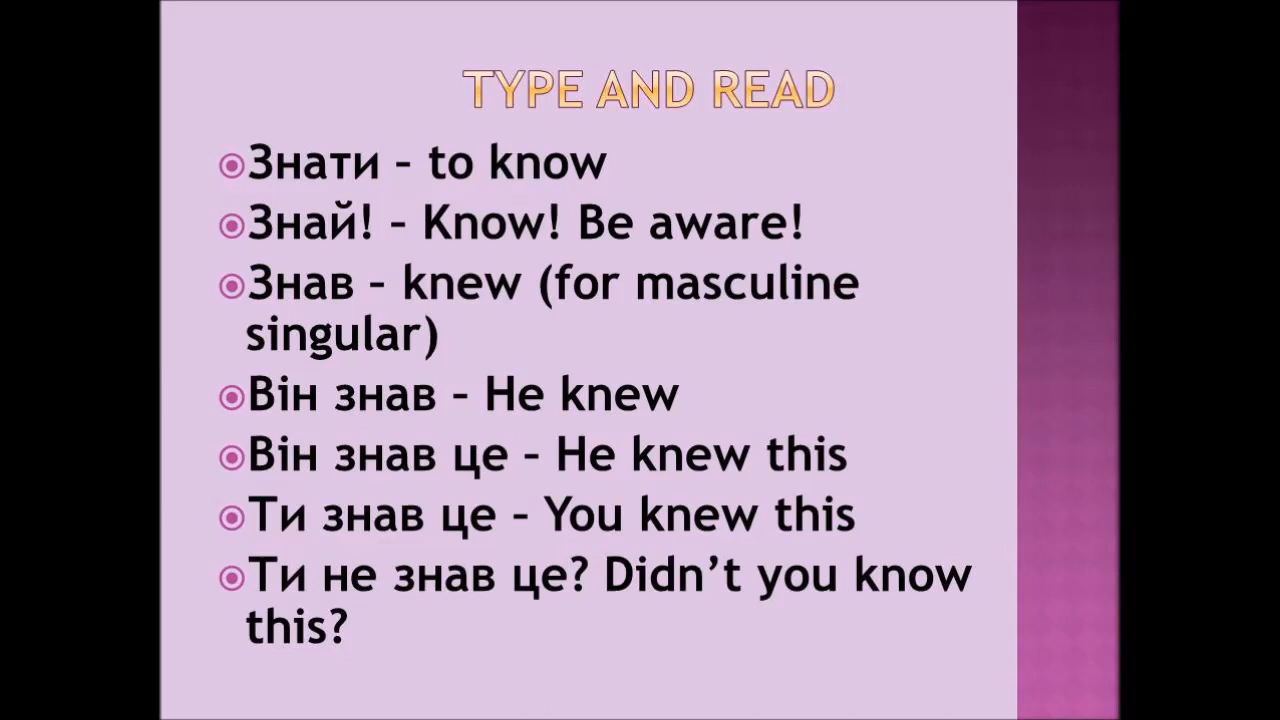 TYPE AND READ
Знати – to know
Знай! – Know! Be aware!
Знав – knew (for masculine
singular)
Він знав – He knew
Він знав це – He knew this
Ти знав це – You knew this
Ти не знав це? Didn’t you know
this?